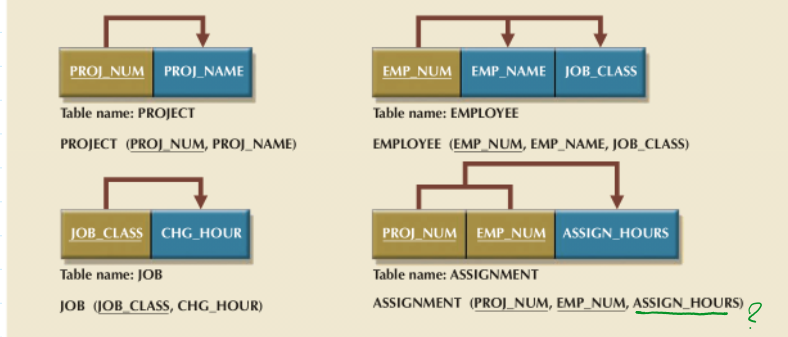 PROJ_NUM PROJ_NAME
Table name: PROJECT
PROJECT (PROJ_NUM, PROJ_NAME)
EMP_NUM EMP_NAME JOB_CLASS
Table name: EMPLOYEE
EMPLOYEE (EMP_NUM, EMP_NAME, JOB_CLASS)
JOB_CLASS CHG_HOUR
Table name: JOB
JOB (JOB_CLASS, CHG_HOUR)
PROJ_NUM EMP_NUM ASSIGN_HOURS
Table name: ASSIGNMENT
ASSIGNMENT (PROJ_NUM, EMP_NUM, ASSIGN_HOURS) ?